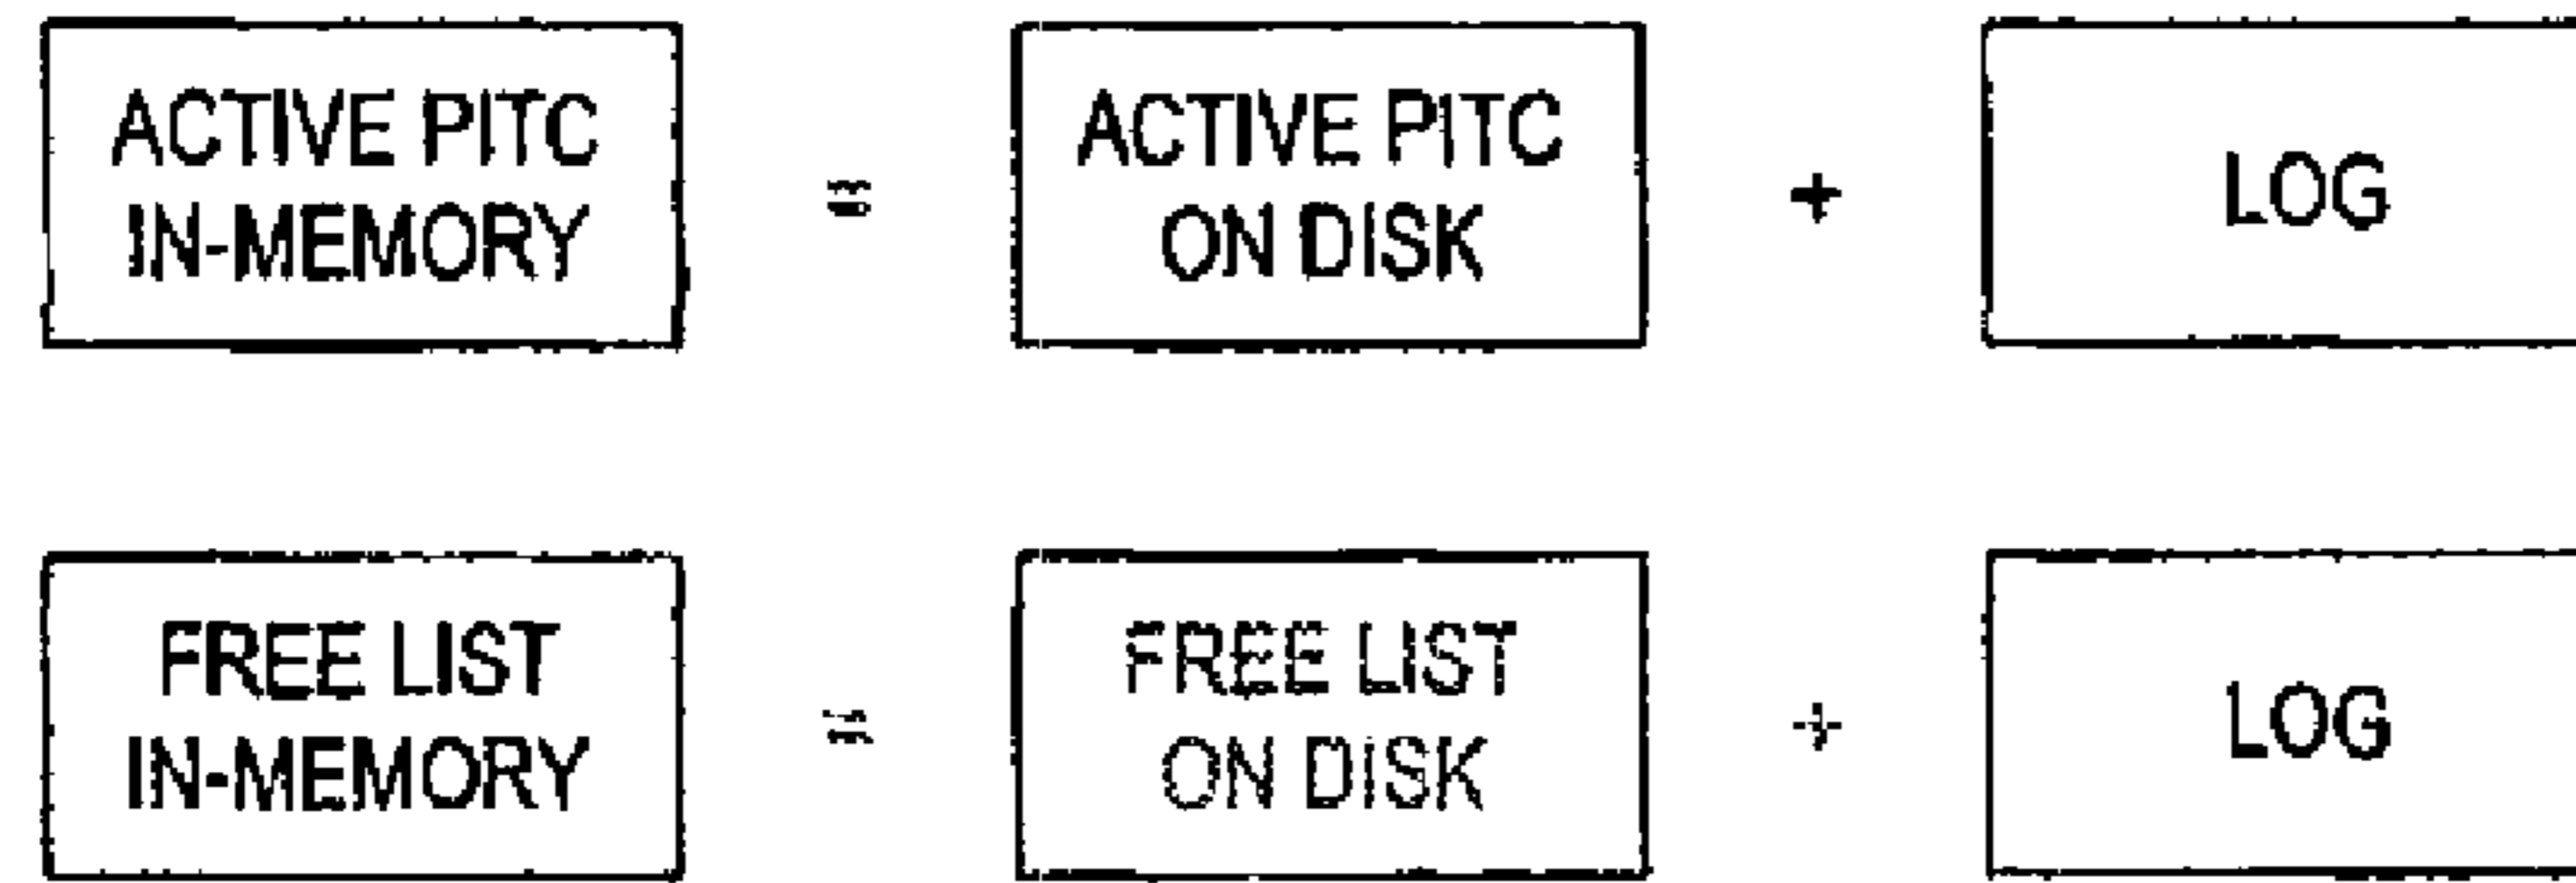 ACTIVE PITC
IN-MEMORY
=
ACTIVE PITC
ON DISK
+
LOG
FREE LIST
IN-MEMORY
=
FREE LIST
ON DISK
+
LOG